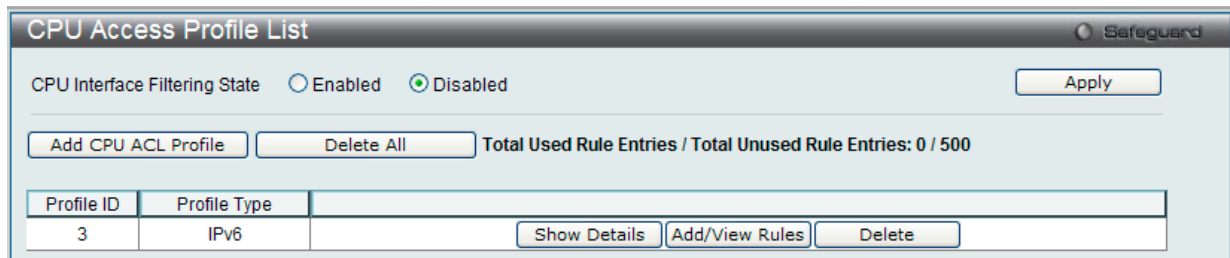 CPU Access Profile List
Safeguard
CPU Interface Filtering State Enabled Disabled Apply
Add CPU ACL Profile Delete All Total Used Rule Entries / Total Unused Rule Entries: 0 / 500
Profile ID Profile Type
3 IPv6 Show Details Add/View Rules Delete